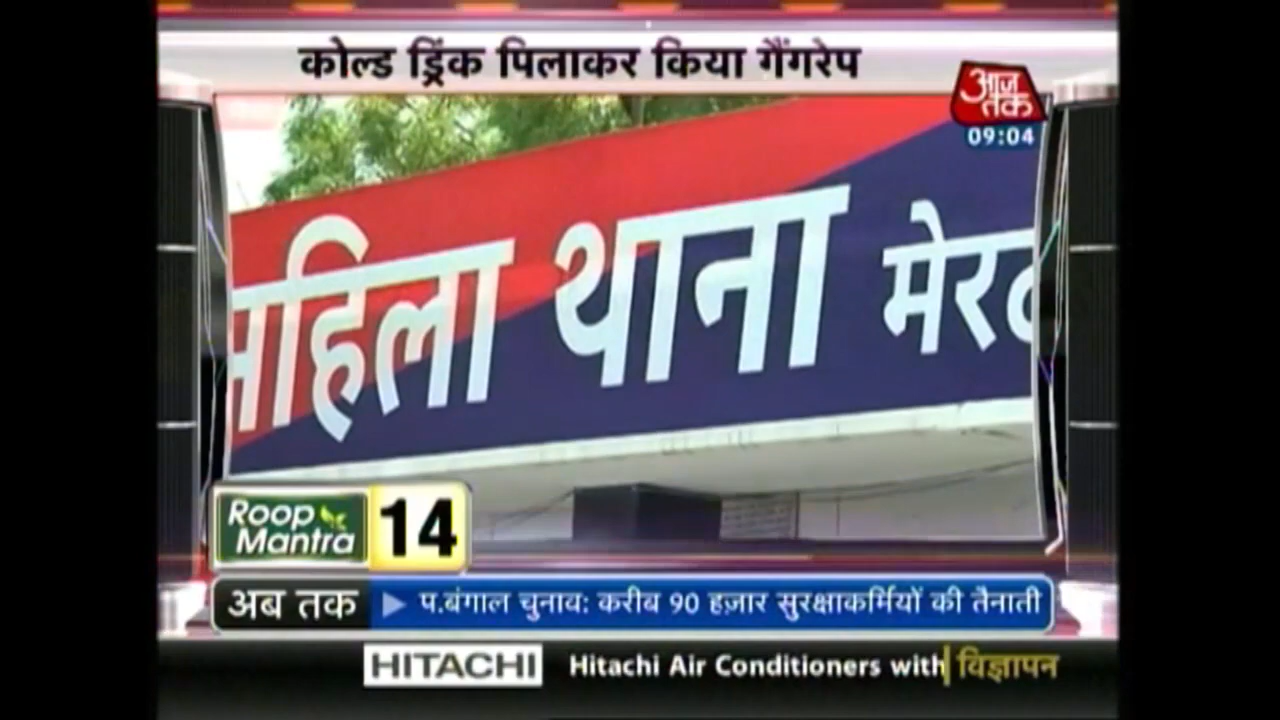 कोल्ड ड्रिंक पिलाकर किया गैंगरेप
आज तक
09:04
महिला थाना मेरठ
Roop Mantra
14
अब तक
प.बंगाल चुनाव: करीब 90 हज़ार सुरक्षाकर्मियों की तैनाती
HITACHI
Hitachi Air Conditioners with
विज्ञापन